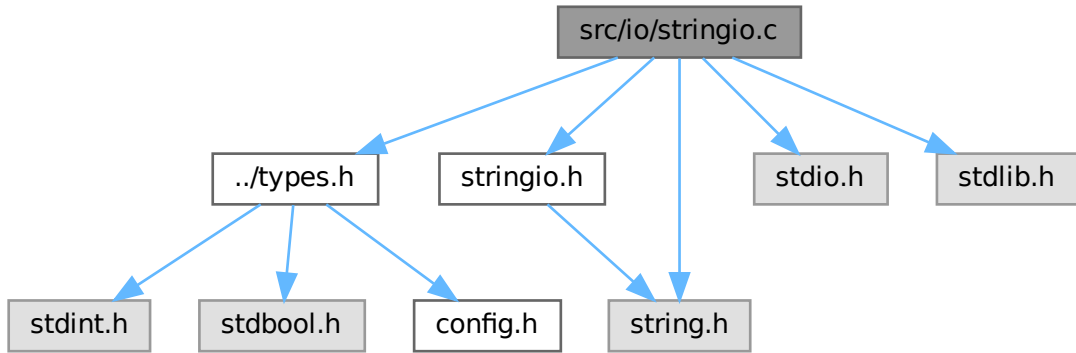 src/io/stringio.c
../types.h
stringio.h
stdio.h
stdlib.h
stdint.h
stdbool.h
config.h
string.h